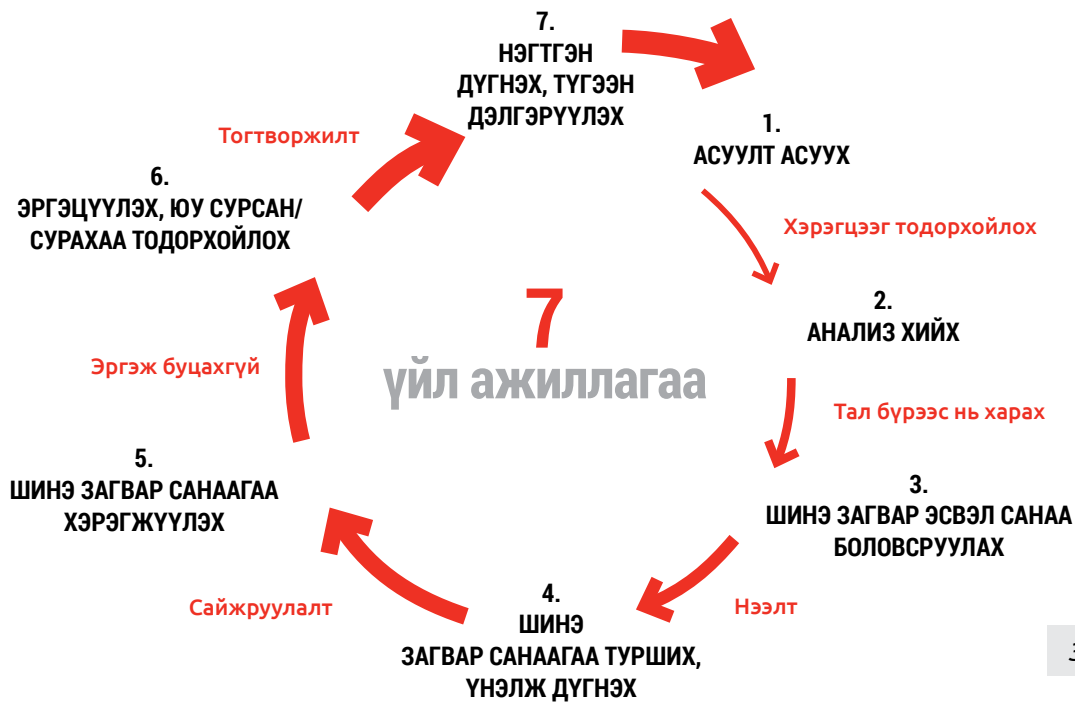 7.
НЭГТГЭН
ДҮГНЭХ, ТҮГЭЭН
ДЭЛГЭРҮҮЛЭХ
1.
АСУУЛТ АСУУХ
Хэрэгцээг тодорхойлох
2.
АНАЛИЗ ХИЙХ
Тал бүрээс нь харах
3.
ШИНЭ ЗАГВАР ЭСВЭЛ САНАА
БОЛОВСРУУЛАХ
Нээлт
4.
ШИНЭ
ЗАГВАР САНААГАА ТУРШИХ,
ҮНЭЛЖ ДҮГНЭХ
Сайжруулалт
5.
ШИНЭ ЗАГВАР САНААГАА
ХЭРЭГЖҮҮЛЭХ
Эргэж буцахгүй
6.
ЭРГЭЦҮҮЛЭХ, ЮУ СУРСАН/
СУРАХАА ТОДОРХОЙЛОХ
Тогтворжилт
7
үйл ажиллагаа